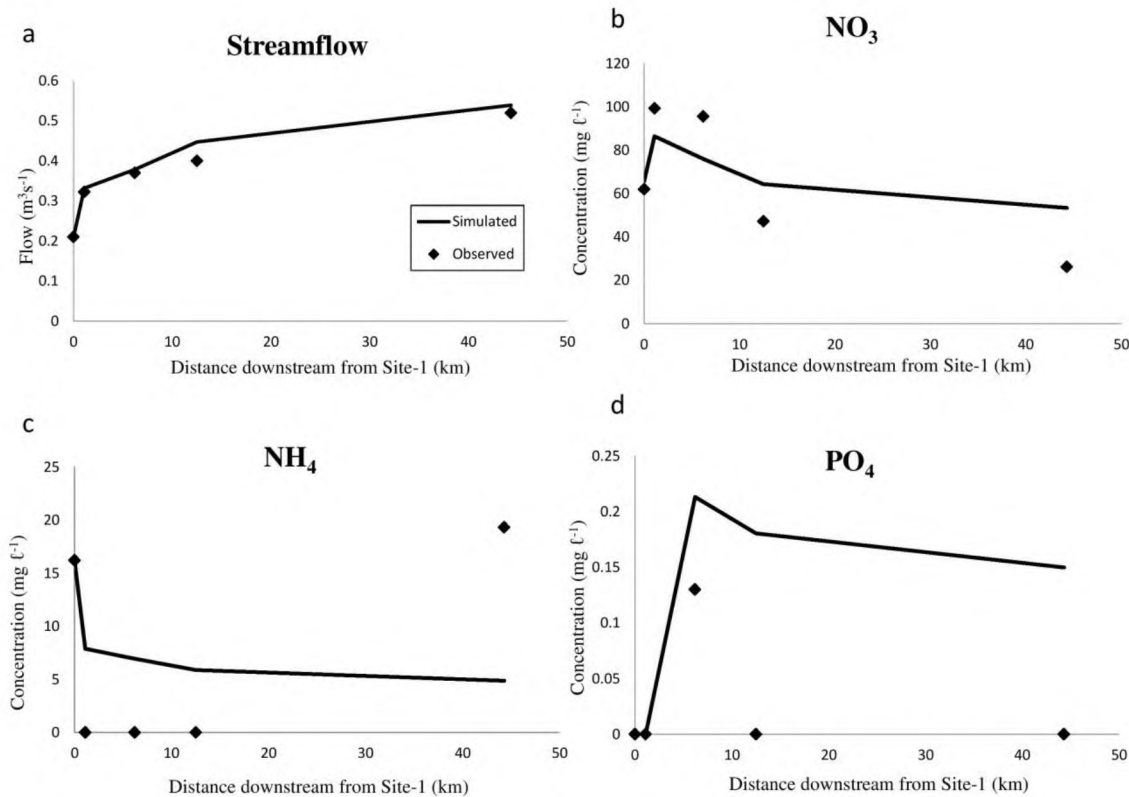 a
Streamflow
0.6
0.5
0.4
0.3
0.2
0.1
0
Flow (m³s⁻¹)
Simulated
Observed
0 10 20 30 40 50
Distance downstream from Site-1 (km)
b
NO₃
120
100
80
60
40
20
0
Concentration (mg ℓ⁻¹)
0 10 20 30 40 50
Distance downstream from Site-1 (km)
c
NH₄
25
20
15
10
5
0
Concentration (mg ℓ⁻¹)
0 10 20 30 40 50
Distance downstream from Site-1 (km)
d
PO₄
0.25
0.2
0.15
0.1
0.05
0
Concentration (mg ℓ⁻¹)
0 10 20 30 40 50
Distance downstream from Site-1 (km)